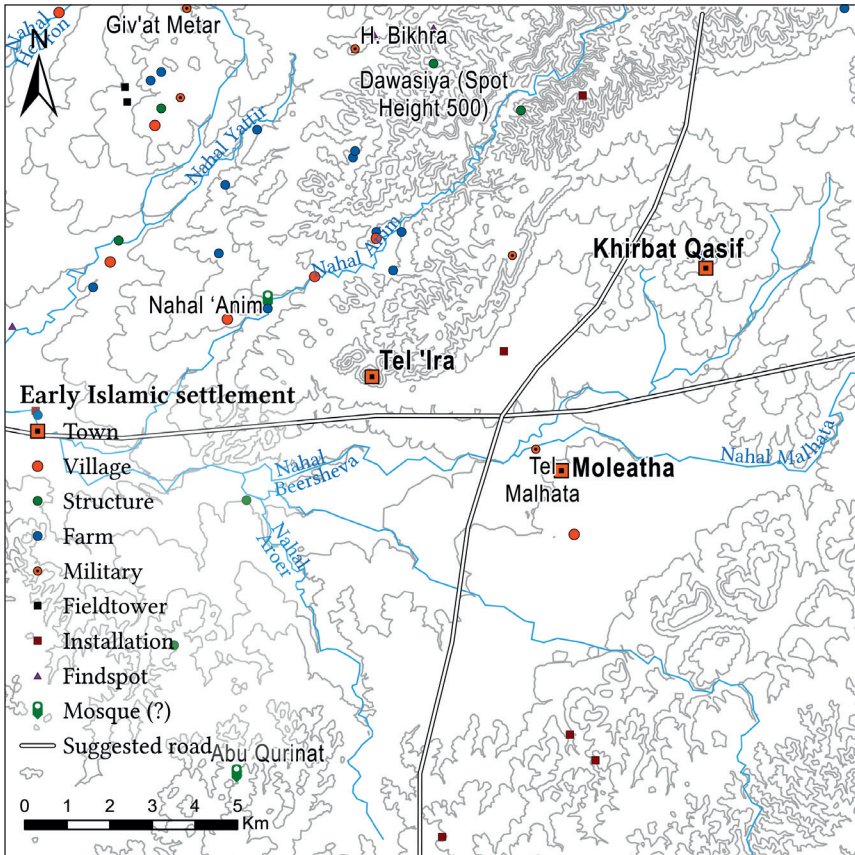 Giv'at Metar
Nahal
Hevron
N
H. Bikhra
Dawasiya (Spot
Height 500)
Nahal Yattir
Nahal Anim
Khirbat Qasif
Nahal 'Anim
Tel 'Ira
Early Islamic settlement
Town
Village
Structure
Farm
Military
Fieldtower
Installation
Findspot
Mosque (?)
Suggested road
Nahal
Beersheva
Nahal
Aroer
Tel
Malhata
Moleatha
Nahal Malhata
Abu Qurinat
0 1 2 3 4 5
Km